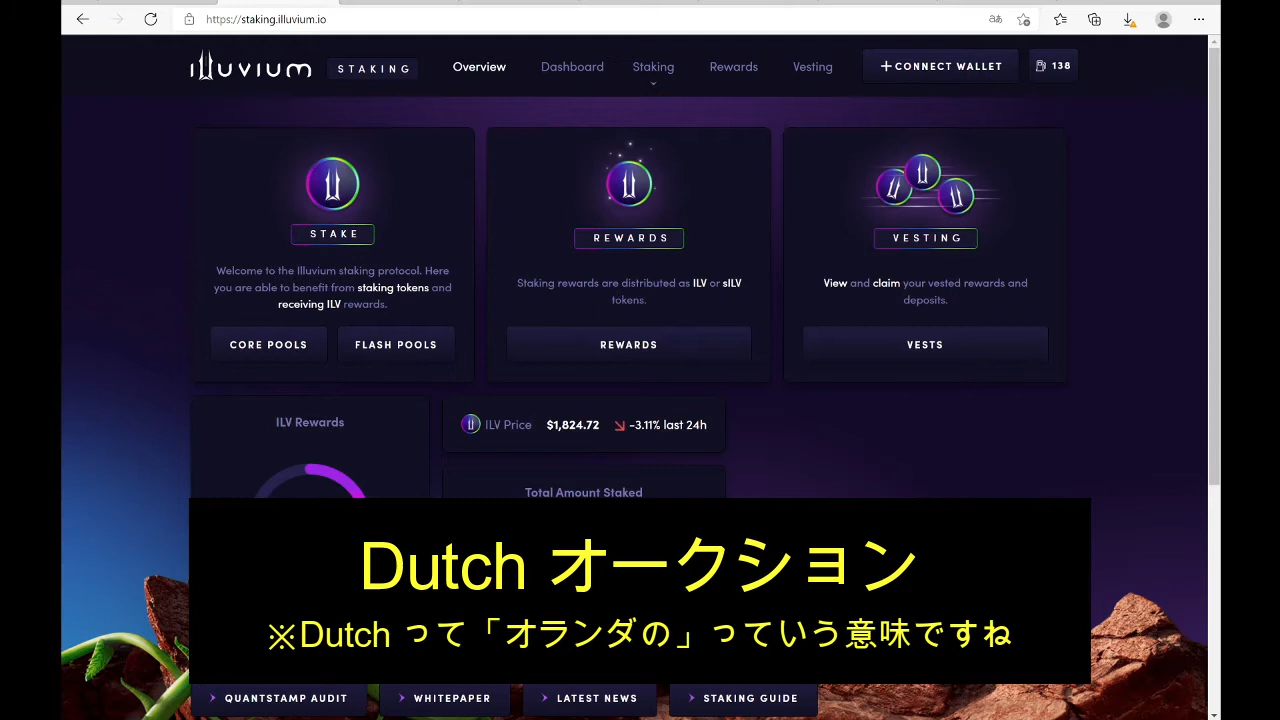 https://staking.illuvium.io
illuvium
STAKING
Overview
Dashboard
Staking
Rewards
Vesting
+CONNECT WALLET
138
STAKE
Welcome to the Illuvium staking protocol. Here
you are able to benefit from staking tokens and
receiving ILV rewards.
CORE POOLS
FLASH POOLS
REWARDS
Staking rewards are distributed as ILV or sILV
tokens.
REWARDS
VESTING
View and claim your vested rewards and
deposits.
VESTS
ILV Rewards
ILV Price $1,824.72 -3.11% last 24h
Total Amount Staked
Dutch オークション
※Dutch って「オランダの」っていう意味ですね
QUANTSTAMP AUDIT
WHITEPAPER
LATEST NEWS
STAKING GUIDE